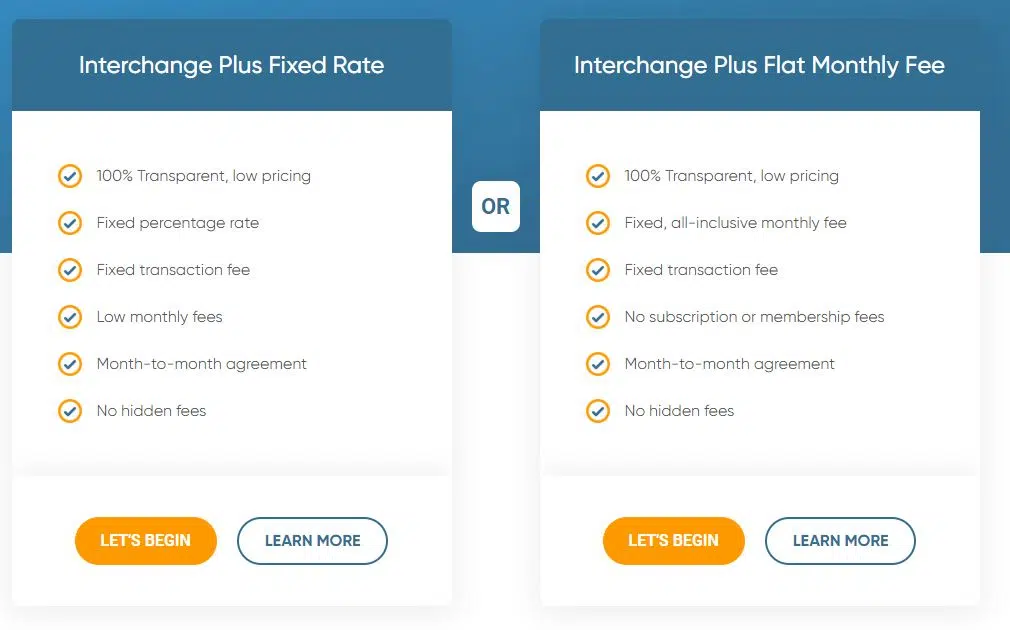 Interchange Plus Fixed Rate
100% Transparent, low pricing
Fixed percentage rate
Fixed transaction fee
Low monthly fees
Month-to-month agreement
No hidden fees
LET'S BEGIN
LEARN MORE
OR
Interchange Plus Flat Monthly Fee
100% Transparent, low pricing
Fixed, all-inclusive monthly fee
Fixed transaction fee
No subscription or membership fees
Month-to-month agreement
No hidden fees
LET'S BEGIN
LEARN MORE